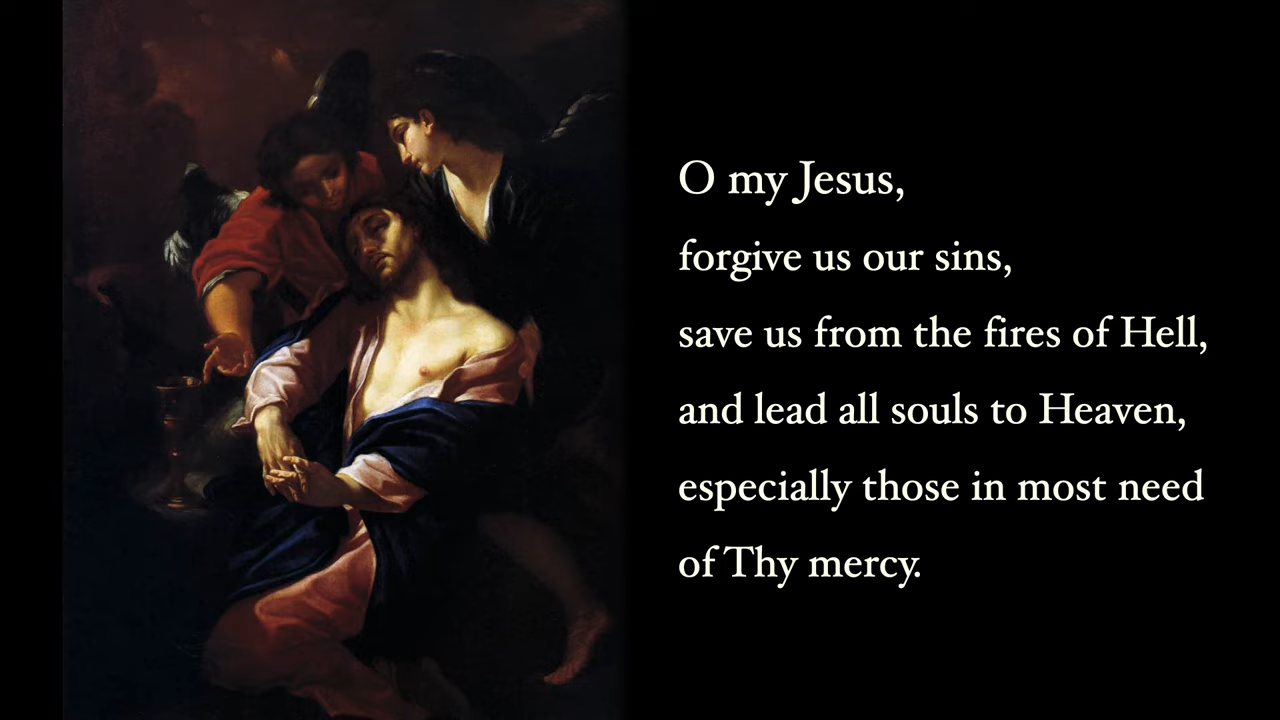 O my Jesus,
forgive us our sins,
save us from the fires of Hell,
and lead all souls to Heaven,
especially those in most need
of Thy mercy.